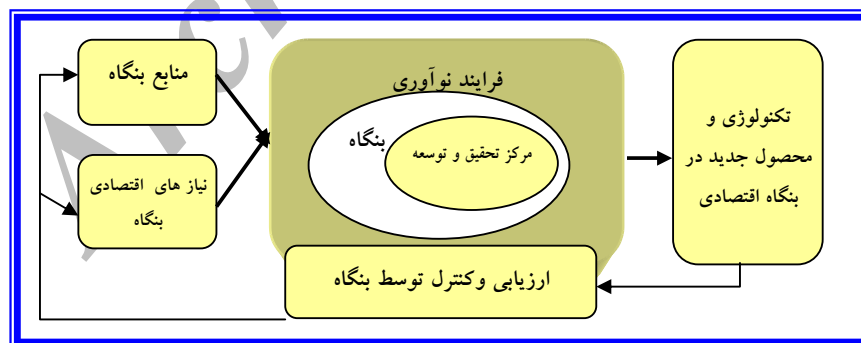 منابع بنگاه
نیاز های اقتصادی
بنگاه
فرایند نوآوری
بنگاه
مرکز تحقیق و توسعه
ارزیابی وکنترل توسط بنگاه
تکنولوژی و
محصول جدید در
بنگاه اقتصادی